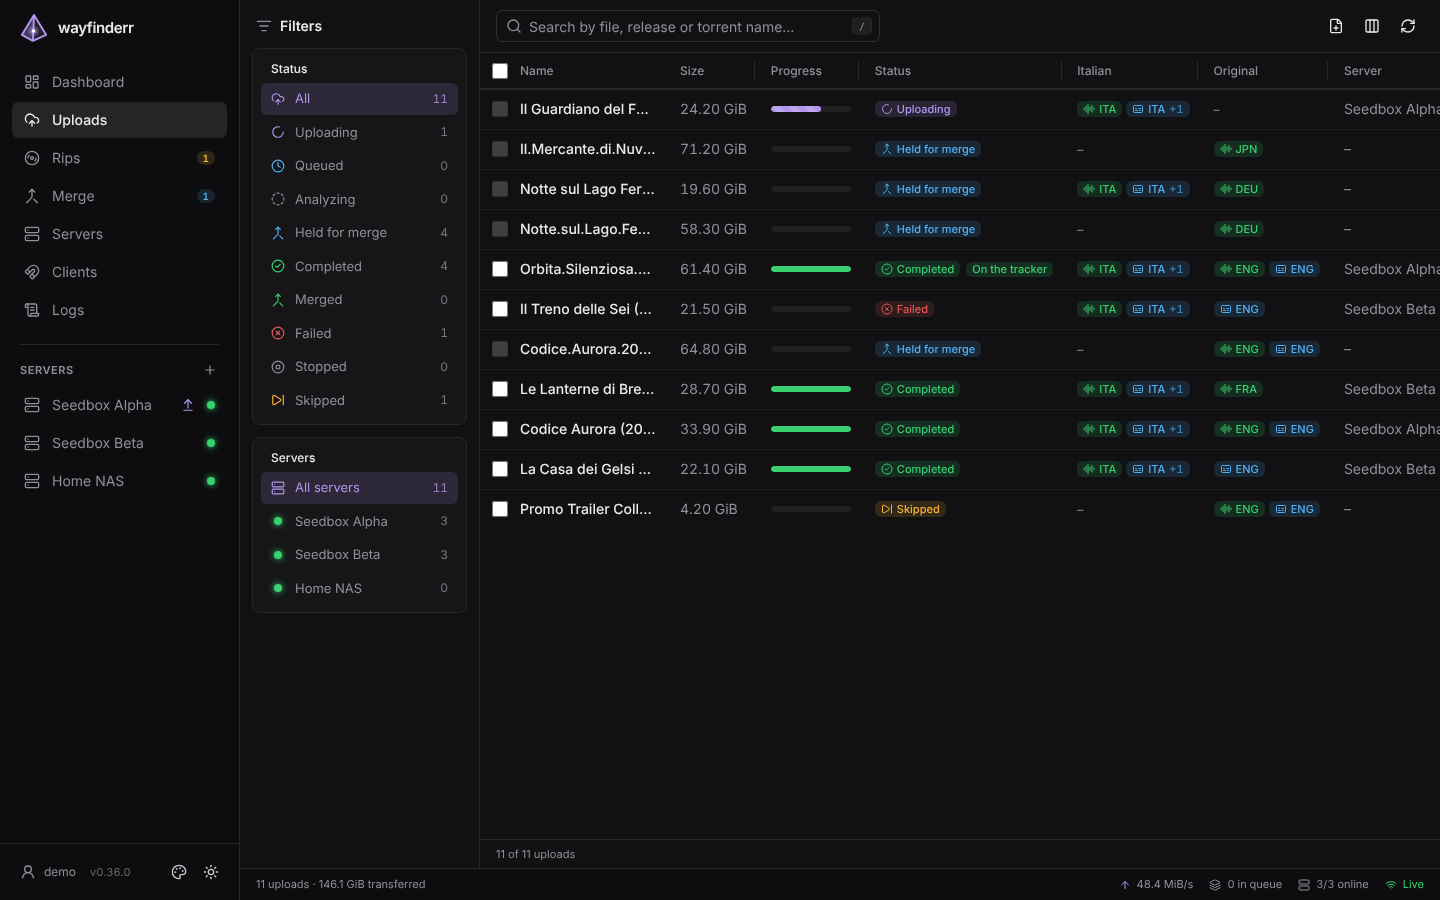 wayfinderr
Dashboard
Uploads
Rips 1
Merge 1
Servers
Clients
Logs
SERVERS
Seedbox Alpha
Seedbox Beta
Home NAS
demo v0.36.0
Filters
Status
All 11
Uploading 1
Queued 0
Analyzing 0
Held for merge 4
Completed 4
Merged 0
Failed 1
Stopped 0
Skipped 1
Servers
All servers 11
Seedbox Alpha 3
Seedbox Beta 3
Home NAS 0
Search by file, release or torrent name... /
Name Size Progress Status Italian Original Server
Il Guardiano del F... 24.20 GiB Uploading ITA ITA +1 – Seedbox Alpha
Il.Mercante.di.Nuv... 71.20 GiB Held for merge – JPN –
Notte sul Lago Fer... 19.60 GiB Held for merge ITA ITA +1 DEU –
Notte.sul.Lago.Fe... 58.30 GiB Held for merge – DEU –
Orbita.Silenziosa.... 61.40 GiB Completed On the tracker ITA ITA +1 ENG ENG Seedbox Alpha
Il Treno delle Sei (... 21.50 GiB Failed ITA ITA +1 ENG Seedbox Beta
Codice.Aurora.20... 64.80 GiB Held for merge – ENG ENG –
Le Lanterne di Bre... 28.70 GiB Completed ITA ITA +1 FRA Seedbox Beta
Codice Aurora (20... 33.90 GiB Completed ITA ITA +1 ENG ENG Seedbox Alpha
La Casa dei Gelsi ... 22.10 GiB Completed ITA ITA +1 ENG Seedbox Beta
Promo Trailer Coll... 4.20 GiB Skipped – ENG ENG –
11 of 11 uploads
11 uploads · 146.1 GiB transferred 48.4 MiB/s 0 in queue 3/3 online Live